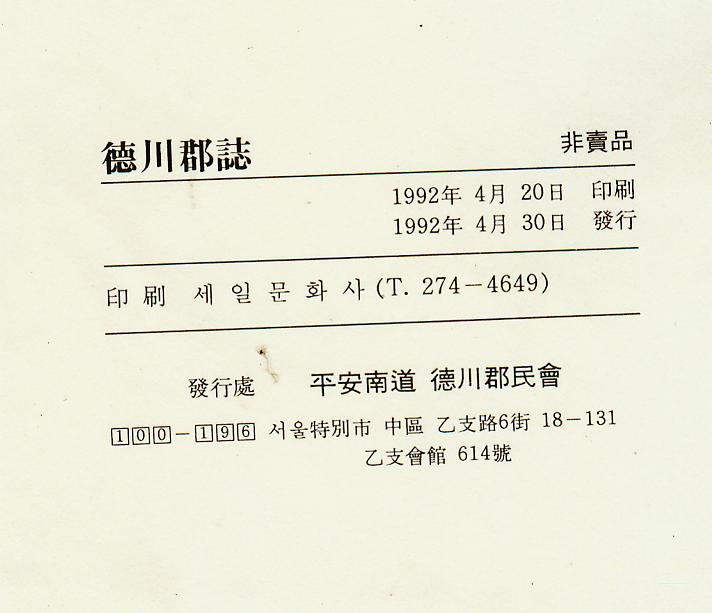 德川郡誌 非賣品
1992年 4月 20日 印刷
1992年 4月 30日 發行
印刷 세일문화사 (T. 274-4649)
發行處 平安南道 德川郡民會
100-196 서울特別市 中區 乙支路6街 18-131
乙支會館 614號